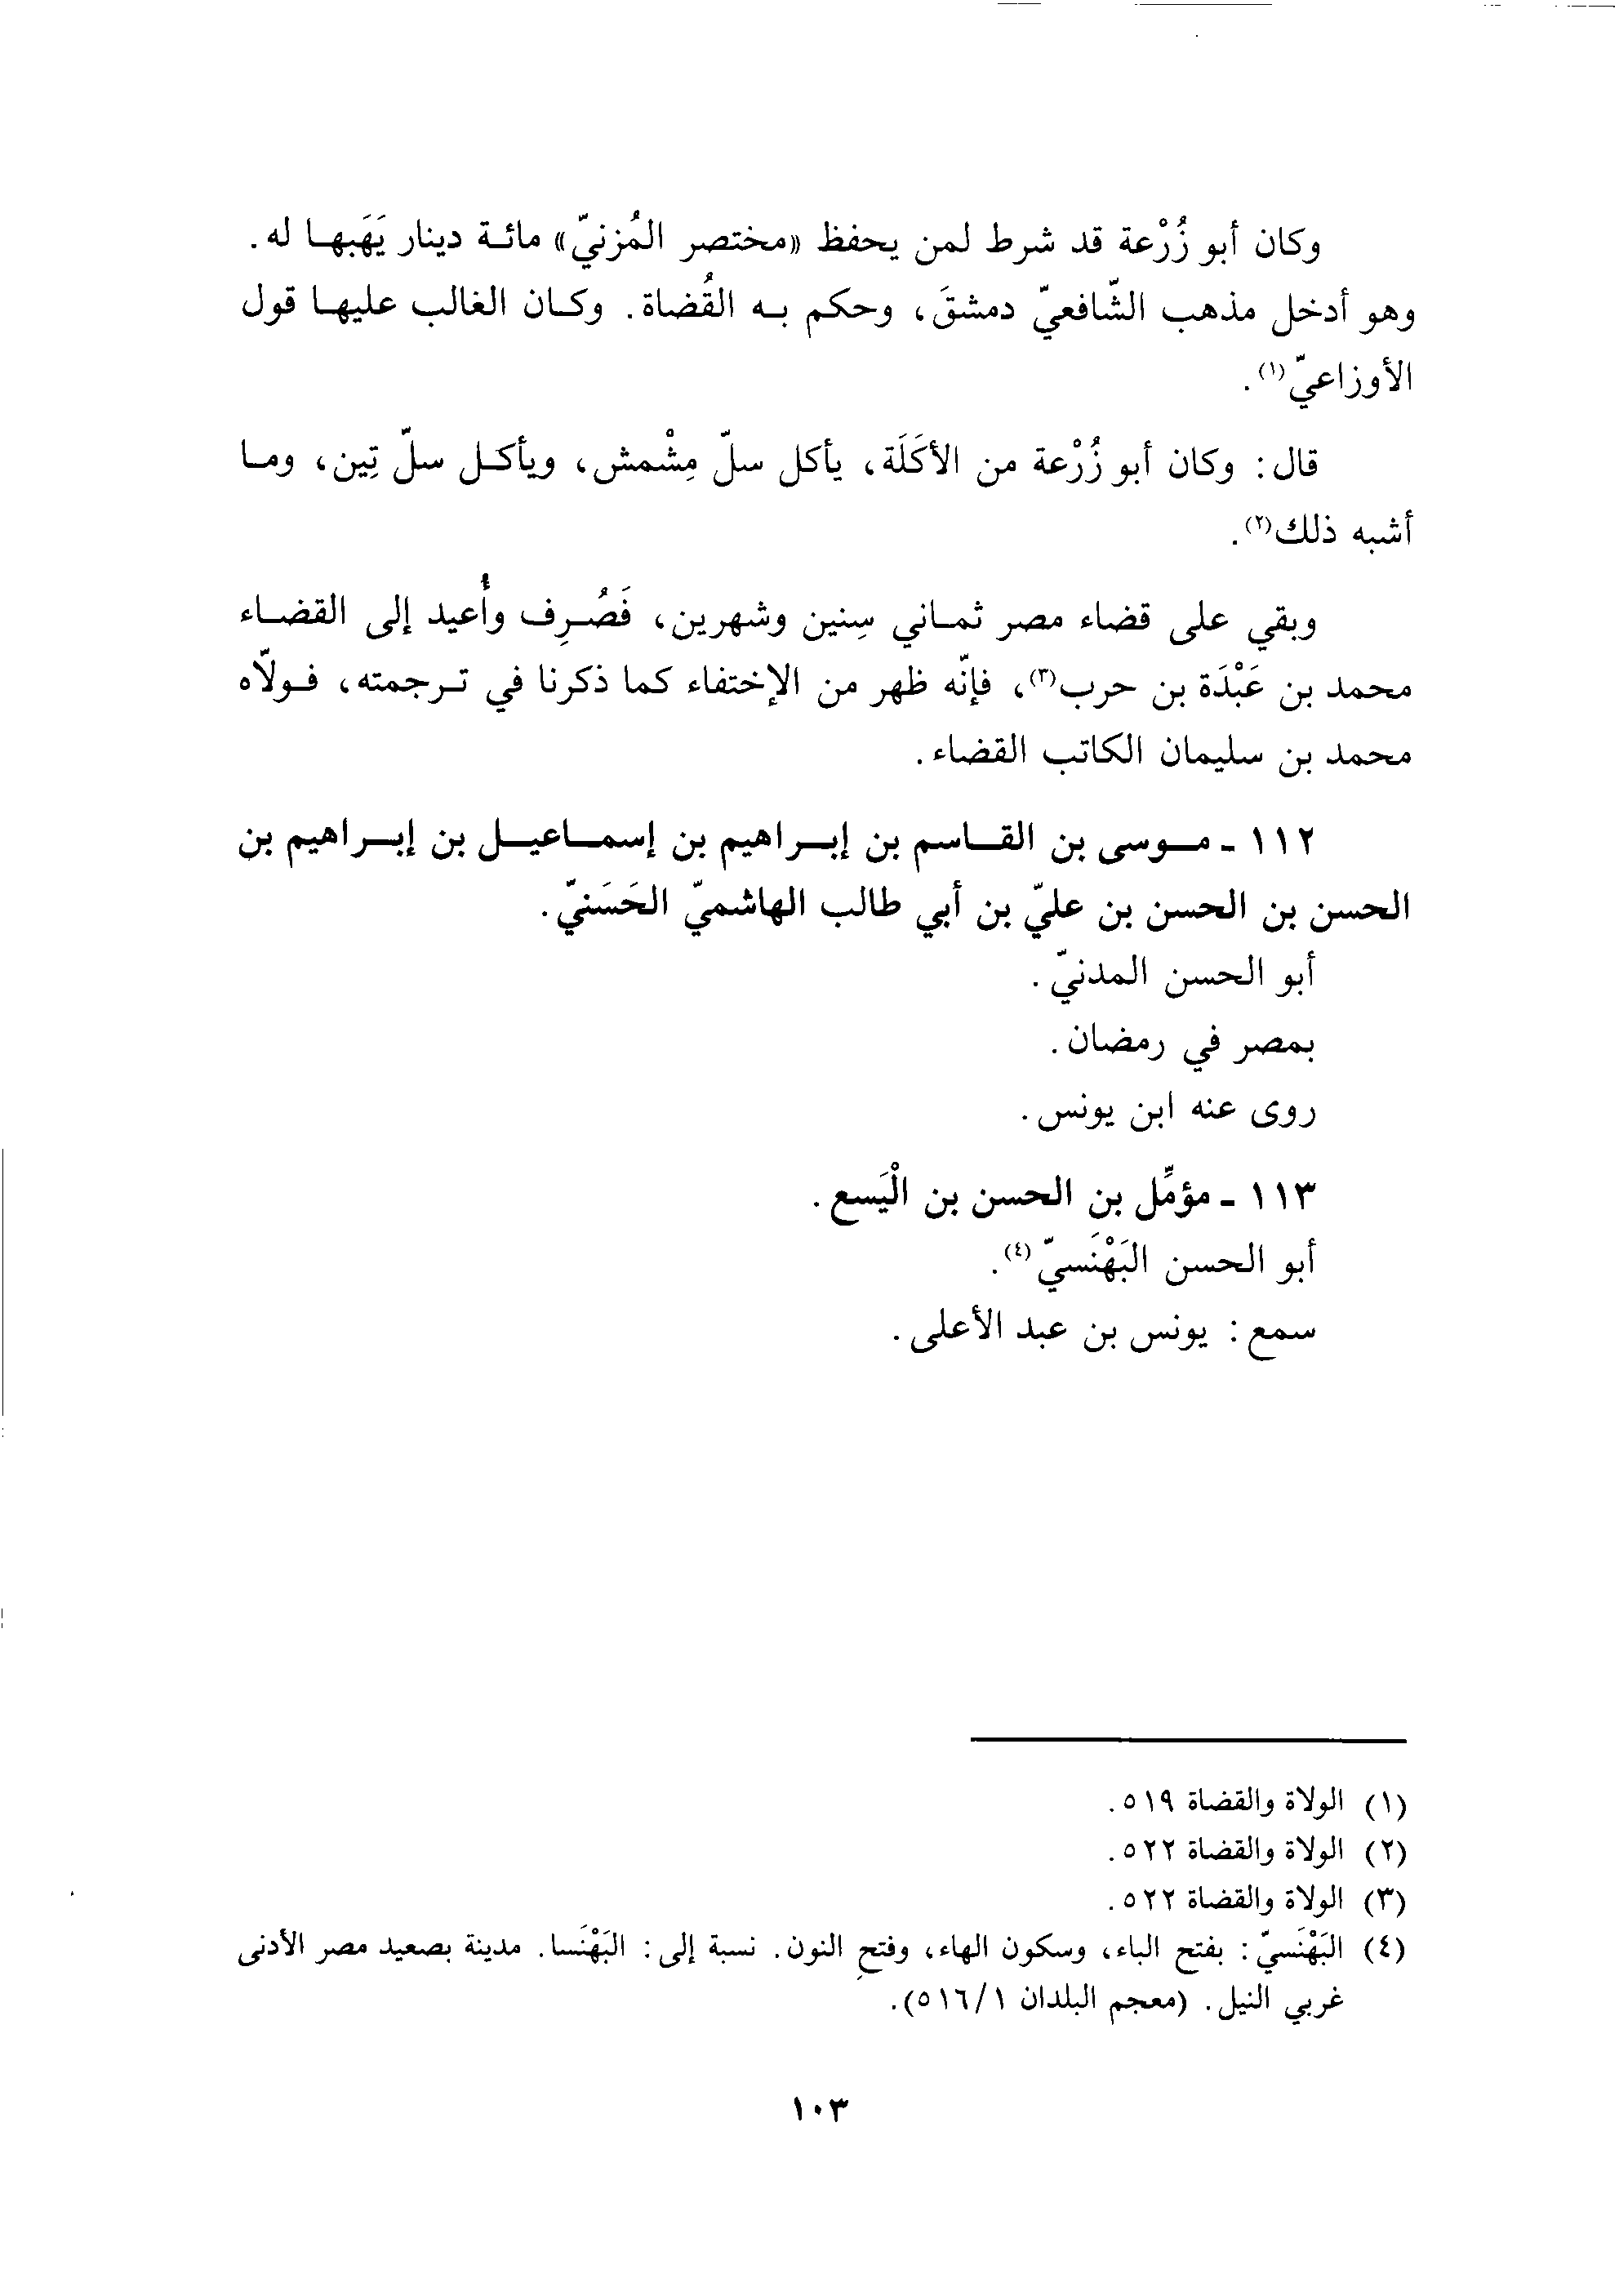 وكان أبو زُرْعة قد شرط لمن يحفظ «مختصر المُزنيّ» مائة دينار يَهَبها له.
وهو أدخل مذهب الشّافعيّ دمشقَ، وحكم به القُضاة. وكان الغالب عليها قول
الأوزاعيّ(١).
قال: وكان أبو زُرْعة من الأكَلَة، يأكل سلّ مِشْمش، ويأكل سلّ تِين، وما
أشبه ذلك(٢).
وبقي على قضاء مصر ثماني سِنين وشهرين، فَصُرِف وأُعيد إلى القضاء
محمد بن عَبْدَة بن حرب(٣)، فإنّه ظهر من الإختفاء كما ذكرنا في ترجمته، فولاّه
محمد بن سليمان الكاتب القضاء.
١١٢ - موسى بن القاسم بن إبراهيم بن إسماعيل بن إبراهيم بن
الحسن بن الحسن بن عليّ بن أبي طالب الهاشميّ الحَسَنيّ.
أبو الحسن المدنيّ.
بمصر في رمضان.
روى عنه ابن يونس.
١١٣ - مؤمِّل بن الحسن بن الْيَسع.
أبو الحسن البَهْنَسيّ(٤).
سمع: يونس بن عبد الأعلى.
(١) الولاة والقضاة ٥١٩.
(٢) الولاة والقضاة ٥٢٢.
(٣) الولاة والقضاة ٥٢٢.
(٤) البَهْنَسيّ: بفتح الباء، وسكون الهاء، وفتح النون. نسبة إلى: البَهْنَسا. مدينة بصعيد مصر الأدنى
غربي النيل. (معجم البلدان ٥١٦/١).
١٠٣